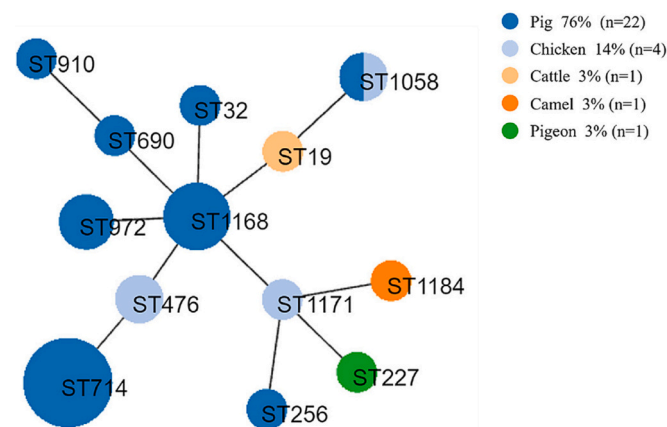 ST910
ST690
ST32
ST1058
ST19
ST972
ST1168
ST476
ST1171
ST1184
ST714
ST227
ST256
Pig 76% (n=22)
Chicken 14% (n=4)
Cattle 3% (n=1)
Camel 3% (n=1)
Pigeon 3% (n=1)